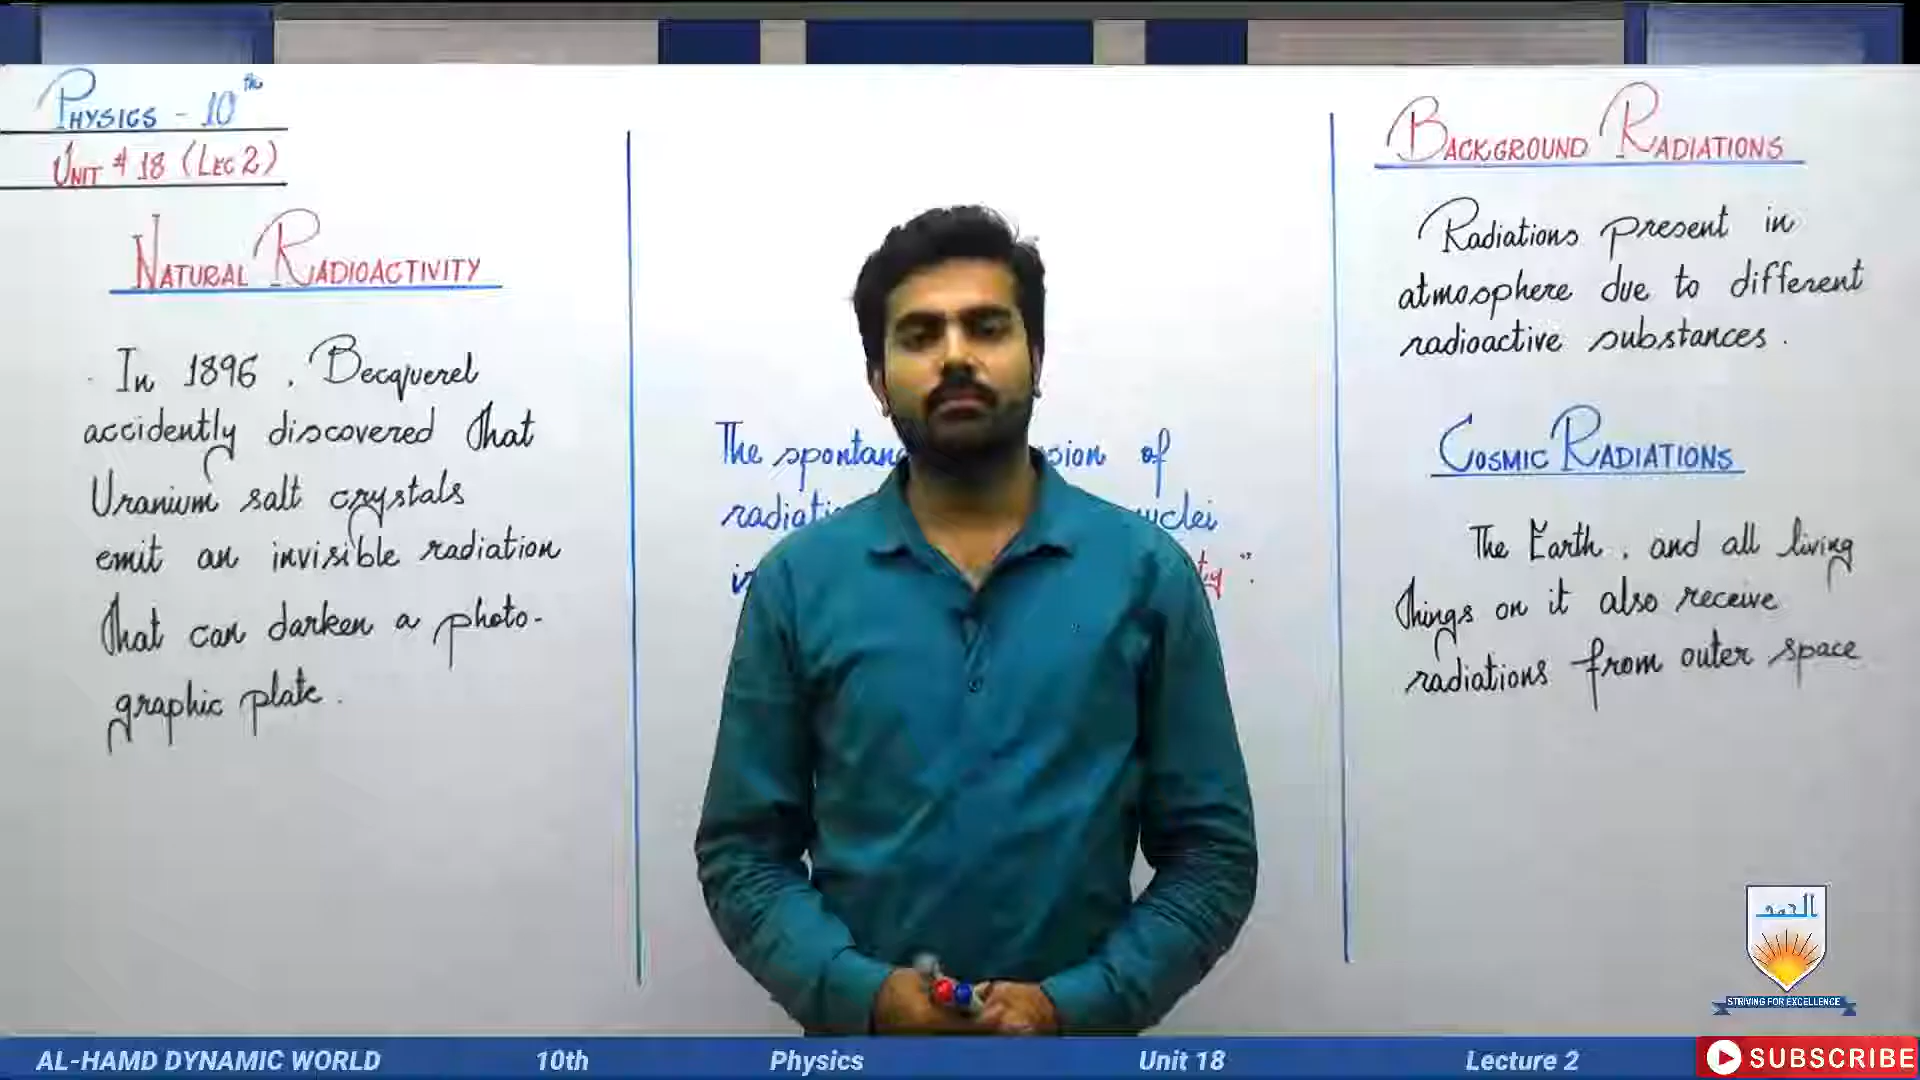 PHYSICS - 10th
UNIT # 18 (LEC 2)
NATURAL RADIOACTIVITY
In 1896, Becquerel
accidently discovered that
Uranium salt crystals
emit an invisible radiation
that can darken a photo-
graphic plate.
The of
BACKGROUND RADIATIONS
Radiations present in
atmosphere due to different
radioactive substances.
COSMIC RADIATIONS
The Earth, and all living
things on it also receive
radiations from outer space
الحمد
STRIVING FOR EXCELLENCE
AL-HAMD DYNAMIC WORLD 10th Physics Unit 18 Lecture 2 SUBSCRIBE